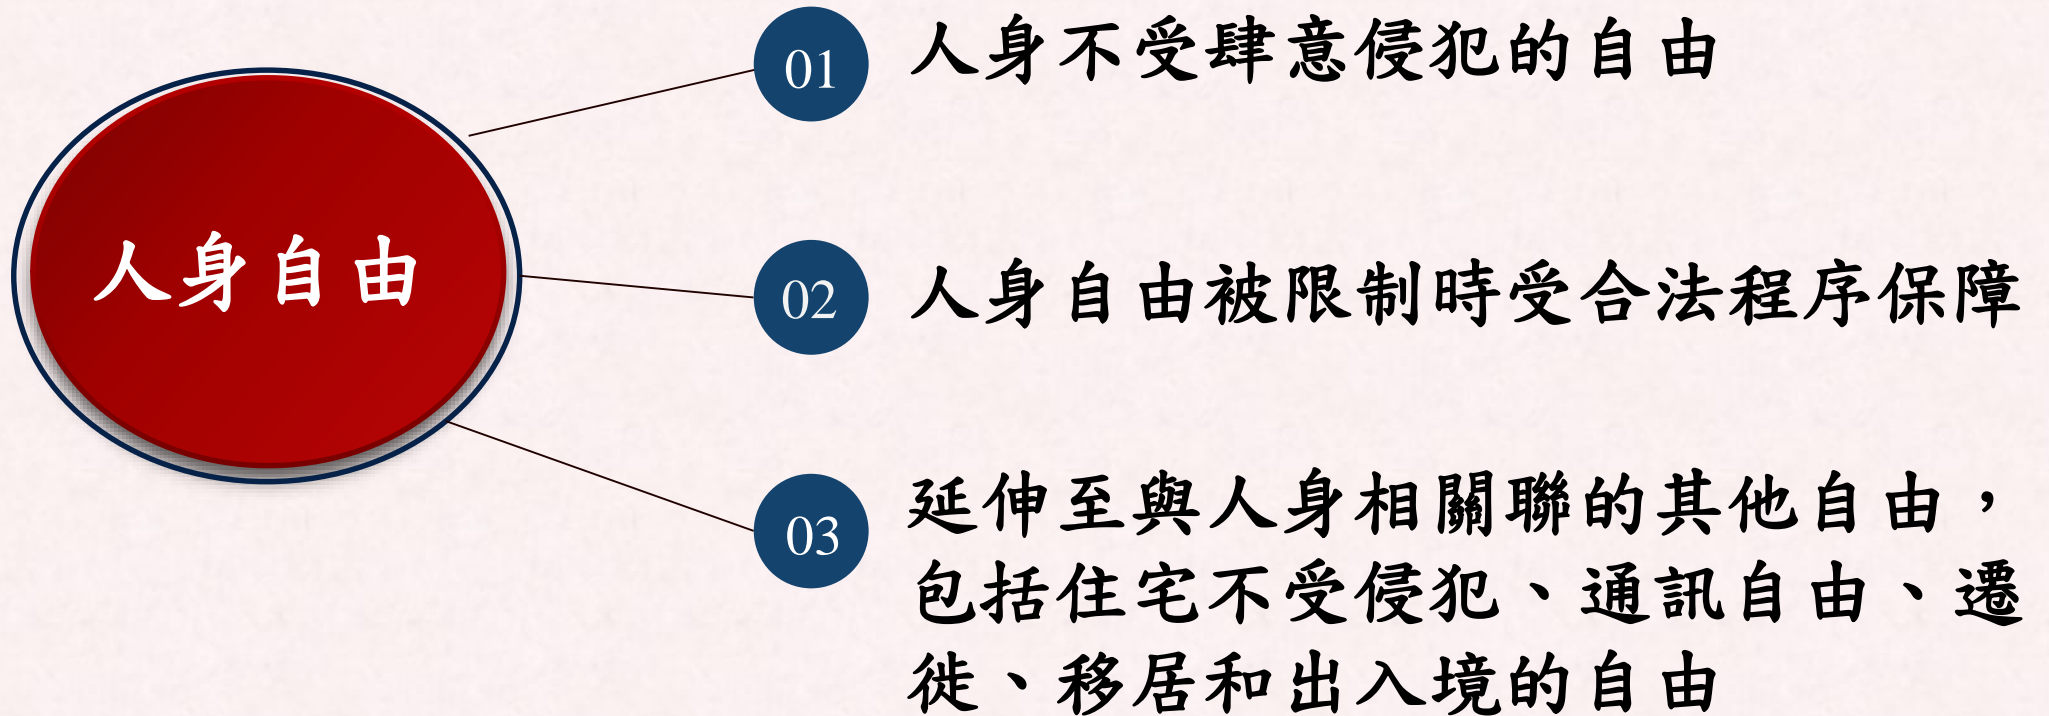 人身自由
01
人身不受肆意侵犯的自由
02
人身自由被限制時受合法程序保障
03
延伸至與人身相關聯的其他自由，
包括住宅不受侵犯、通訊自由、遷
徙、移居和出入境的自由